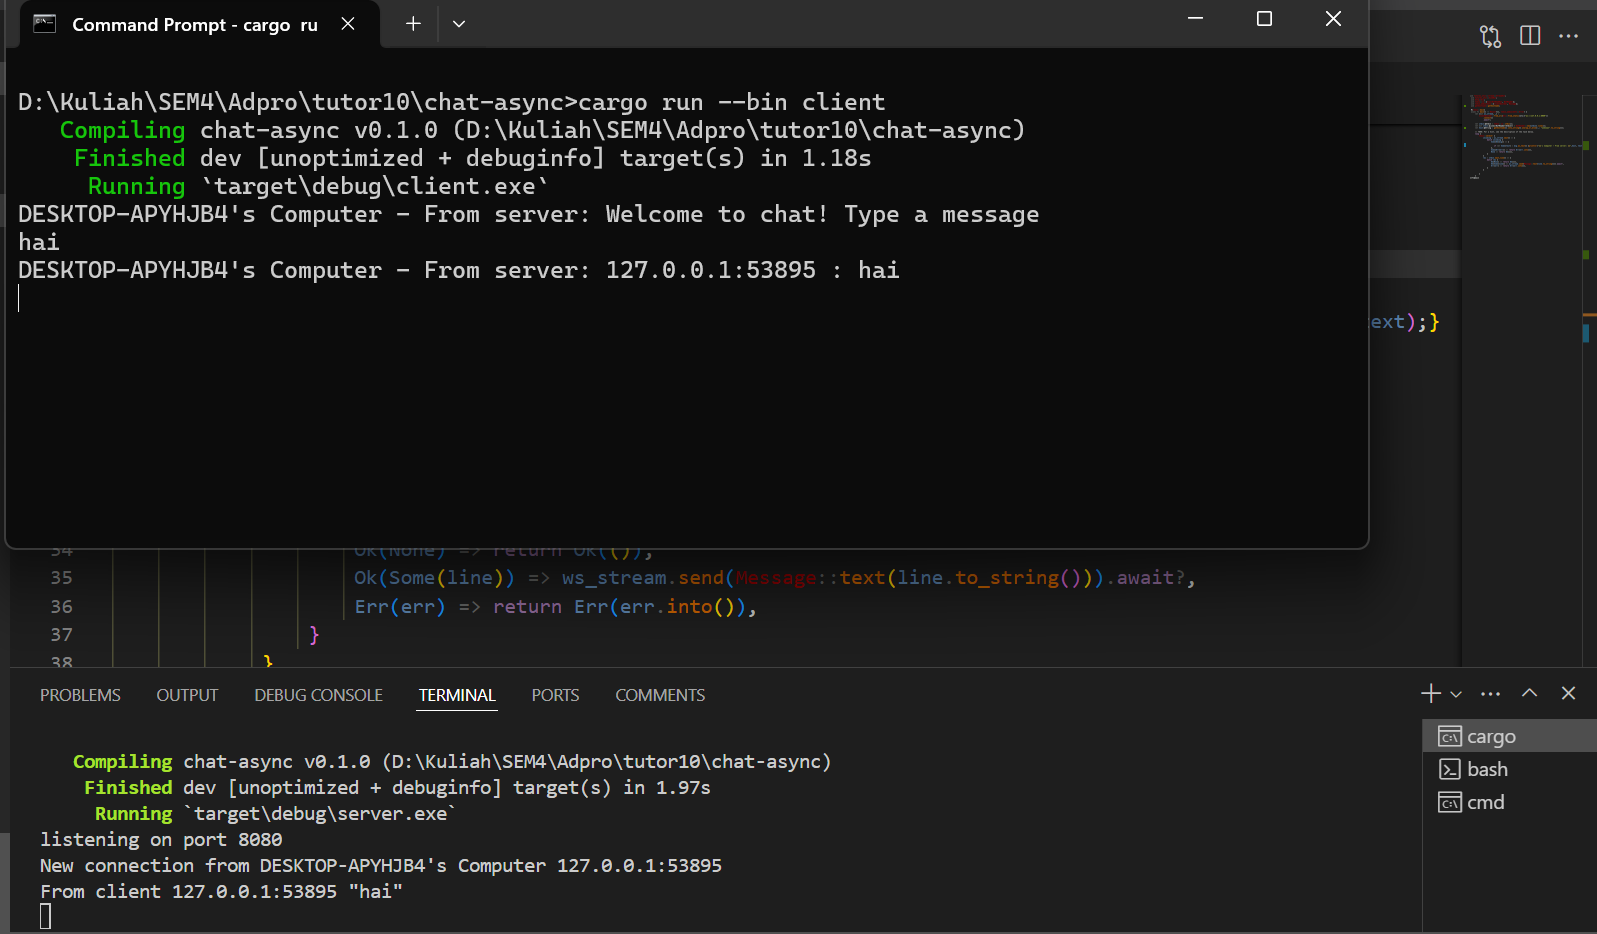 Command Prompt - cargo  ru
D:\Kuliah\SEM4\Adpro\tutor10\chat-async>cargo run --bin client
   Compiling chat-async v0.1.0 (D:\Kuliah\SEM4\Adpro\tutor10\chat-async)
    Finished dev [unoptimized + debuginfo] target(s) in 1.18s
     Running `target\debug\client.exe`
DESKTOP-APYHJB4's Computer - From server: Welcome to chat! Type a message
hai
DESKTOP-APYHJB4's Computer - From server: 127.0.0.1:53895 : hai
ext);}
34 Ok(None) => return Ok(()),
35 Ok(Some(line)) => ws_stream.send(Message::text(line.to_string())).await?,
36 Err(err) => return Err(err.into()),
37 }
38 }
PROBLEMS OUTPUT DEBUG CONSOLE TERMINAL PORTS COMMENTS
   Compiling chat-async v0.1.0 (D:\Kuliah\SEM4\Adpro\tutor10\chat-async)
    Finished dev [unoptimized + debuginfo] target(s) in 1.97s
     Running `target\debug\server.exe`
listening on port 8080
New connection from DESKTOP-APYHJB4's Computer 127.0.0.1:53895
From client 127.0.0.1:53895 "hai"
cargo
bash
cmd